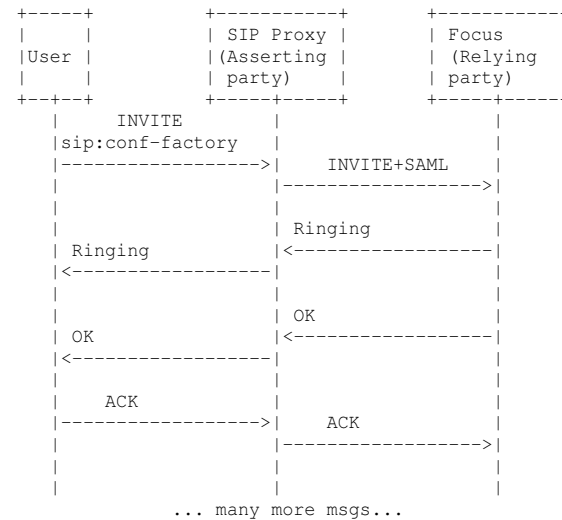 SIP Proxy Focus
User (Asserting (Relying
party) party)
INVITE
sip:conf-factory
INVITE+SAML
Ringing
Ringing
OK
OK
ACK
ACK
... many more msgs...